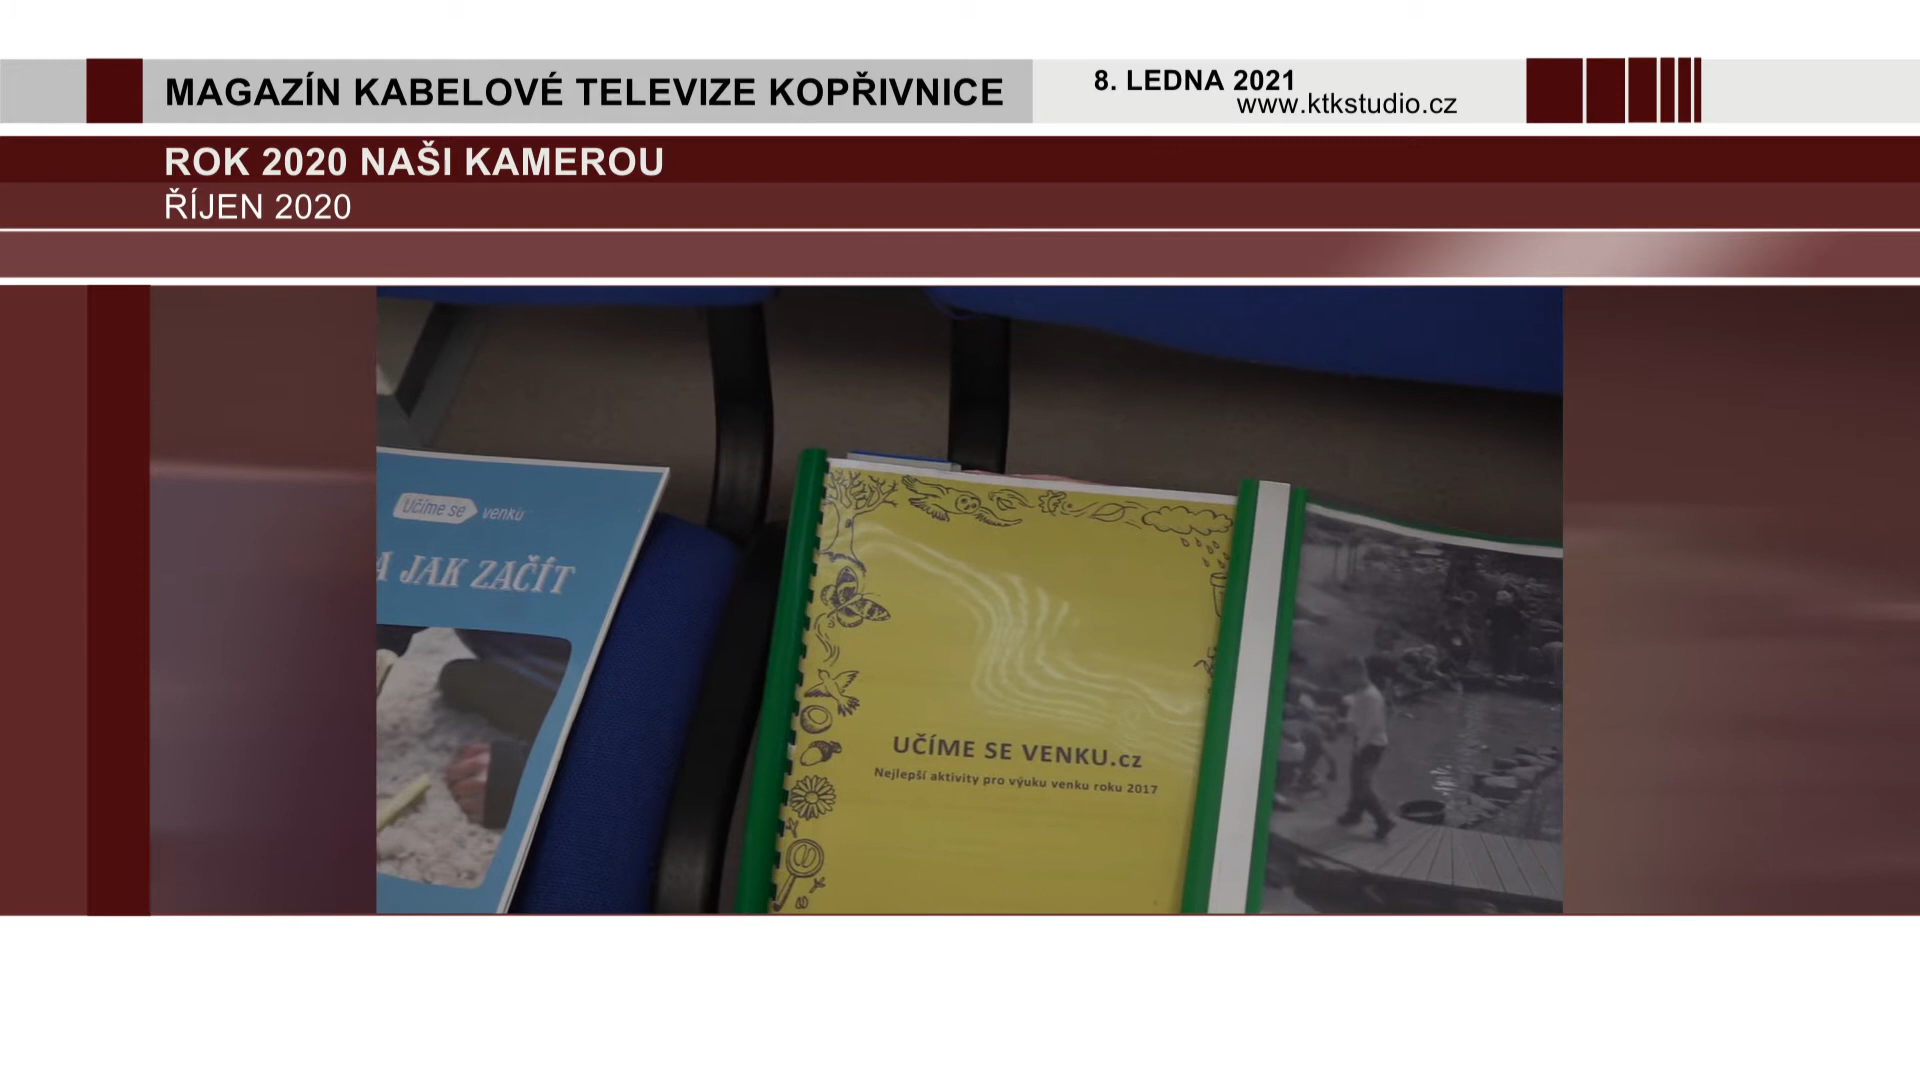 MAGAZÍN KABELOVÉ TELEVIZE KOPŘIVNICE
8. LEDNA 2021
www.ktkstudio.cz
ROK 2020 NAŠI KAMEROU
ŘÍJEN 2020
Učíme se venku
A JAK ZAČÍT
UČÍME SE VENKU.cz
Nejlepší aktivity pro výuku venku roku 2017